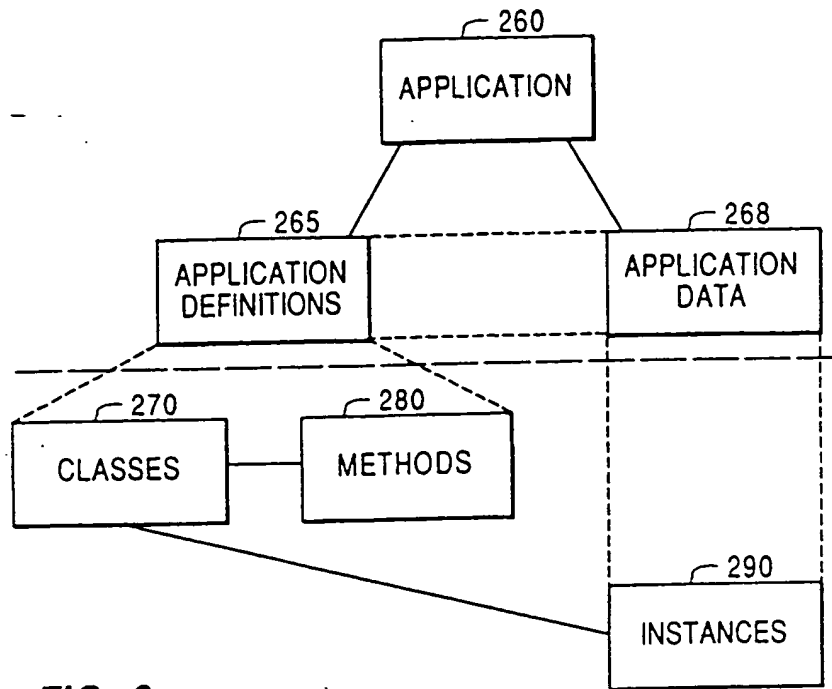 260
APPLICATION
265
APPLICATION
DEFINITIONS
268
APPLICATION
DATA
270
CLASSES
280
METHODS
290
INSTANCES